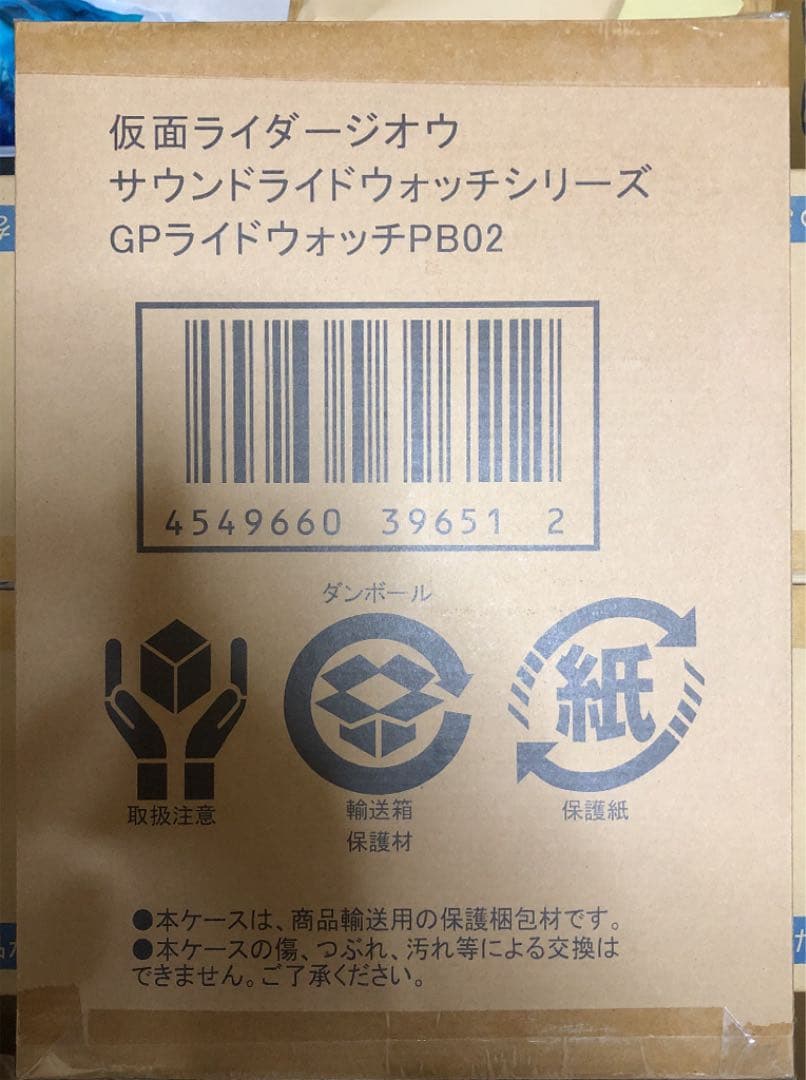 仮面ライダージオウ
サウンドライドウォッチシリーズ
GPライドウォッチPB02
4549660 39651 2
ダンボール
紙
取扱注意
輸送箱
保護材
保護紙
●本ケースは、商品輸送用の保護梱包材です。
●本ケースの傷、つぶれ、汚れ等による交換は
できません。ご了承ください。